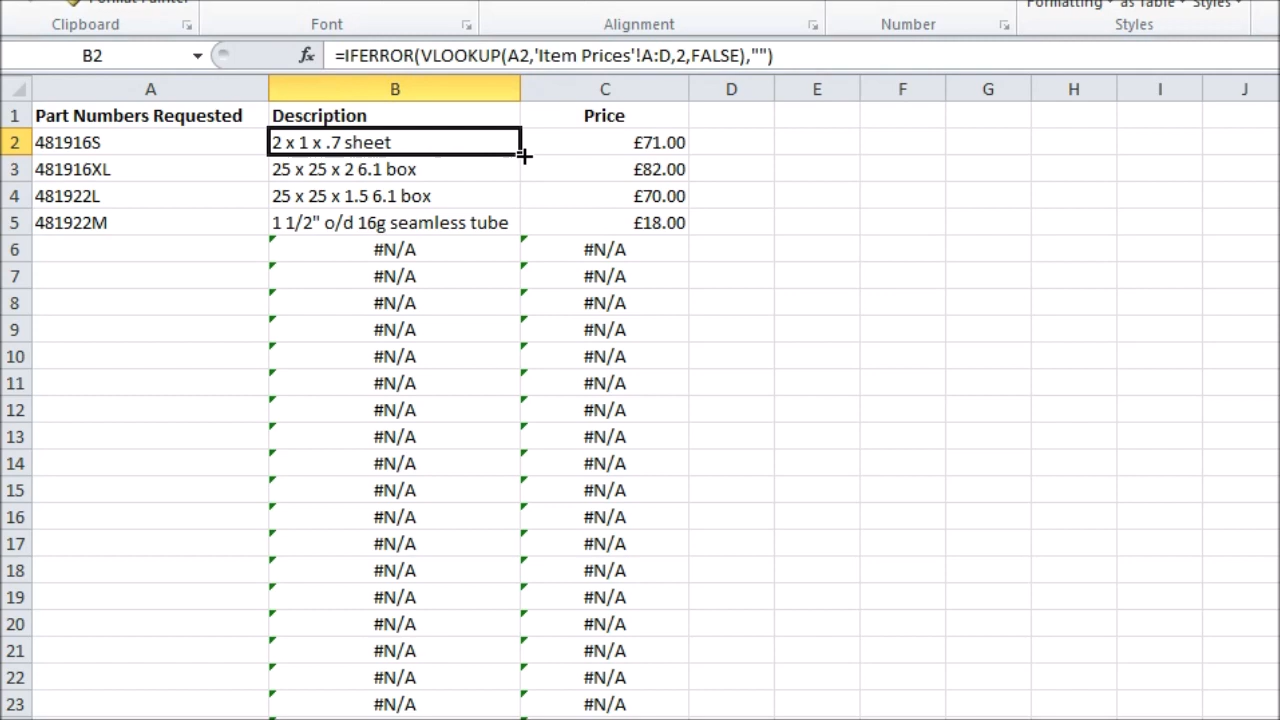 Format Painter
Formatting as Table Styles
Clipboard Font Alignment Number Styles
B2 fx =IFERROR(VLOOKUP(A2,'Item Prices'!A:D,2,FALSE),"")
A B C D E F G H I J
1 Part Numbers Requested Description Price
2 481916S 2 x 1 x .7 sheet £71.00
3 481916XL 25 x 25 x 2 6.1 box £82.00
4 481922L 25 x 25 x 1.5 6.1 box £70.00
5 481922M 1 1/2" o/d 16g seamless tube £18.00
6 #N/A #N/A
7 #N/A #N/A
8 #N/A #N/A
9 #N/A #N/A
10 #N/A #N/A
11 #N/A #N/A
12 #N/A #N/A
13 #N/A #N/A
14 #N/A #N/A
15 #N/A #N/A
16 #N/A #N/A
17 #N/A #N/A
18 #N/A #N/A
19 #N/A #N/A
20 #N/A #N/A
21 #N/A #N/A
22 #N/A #N/A
23 #N/A #N/A